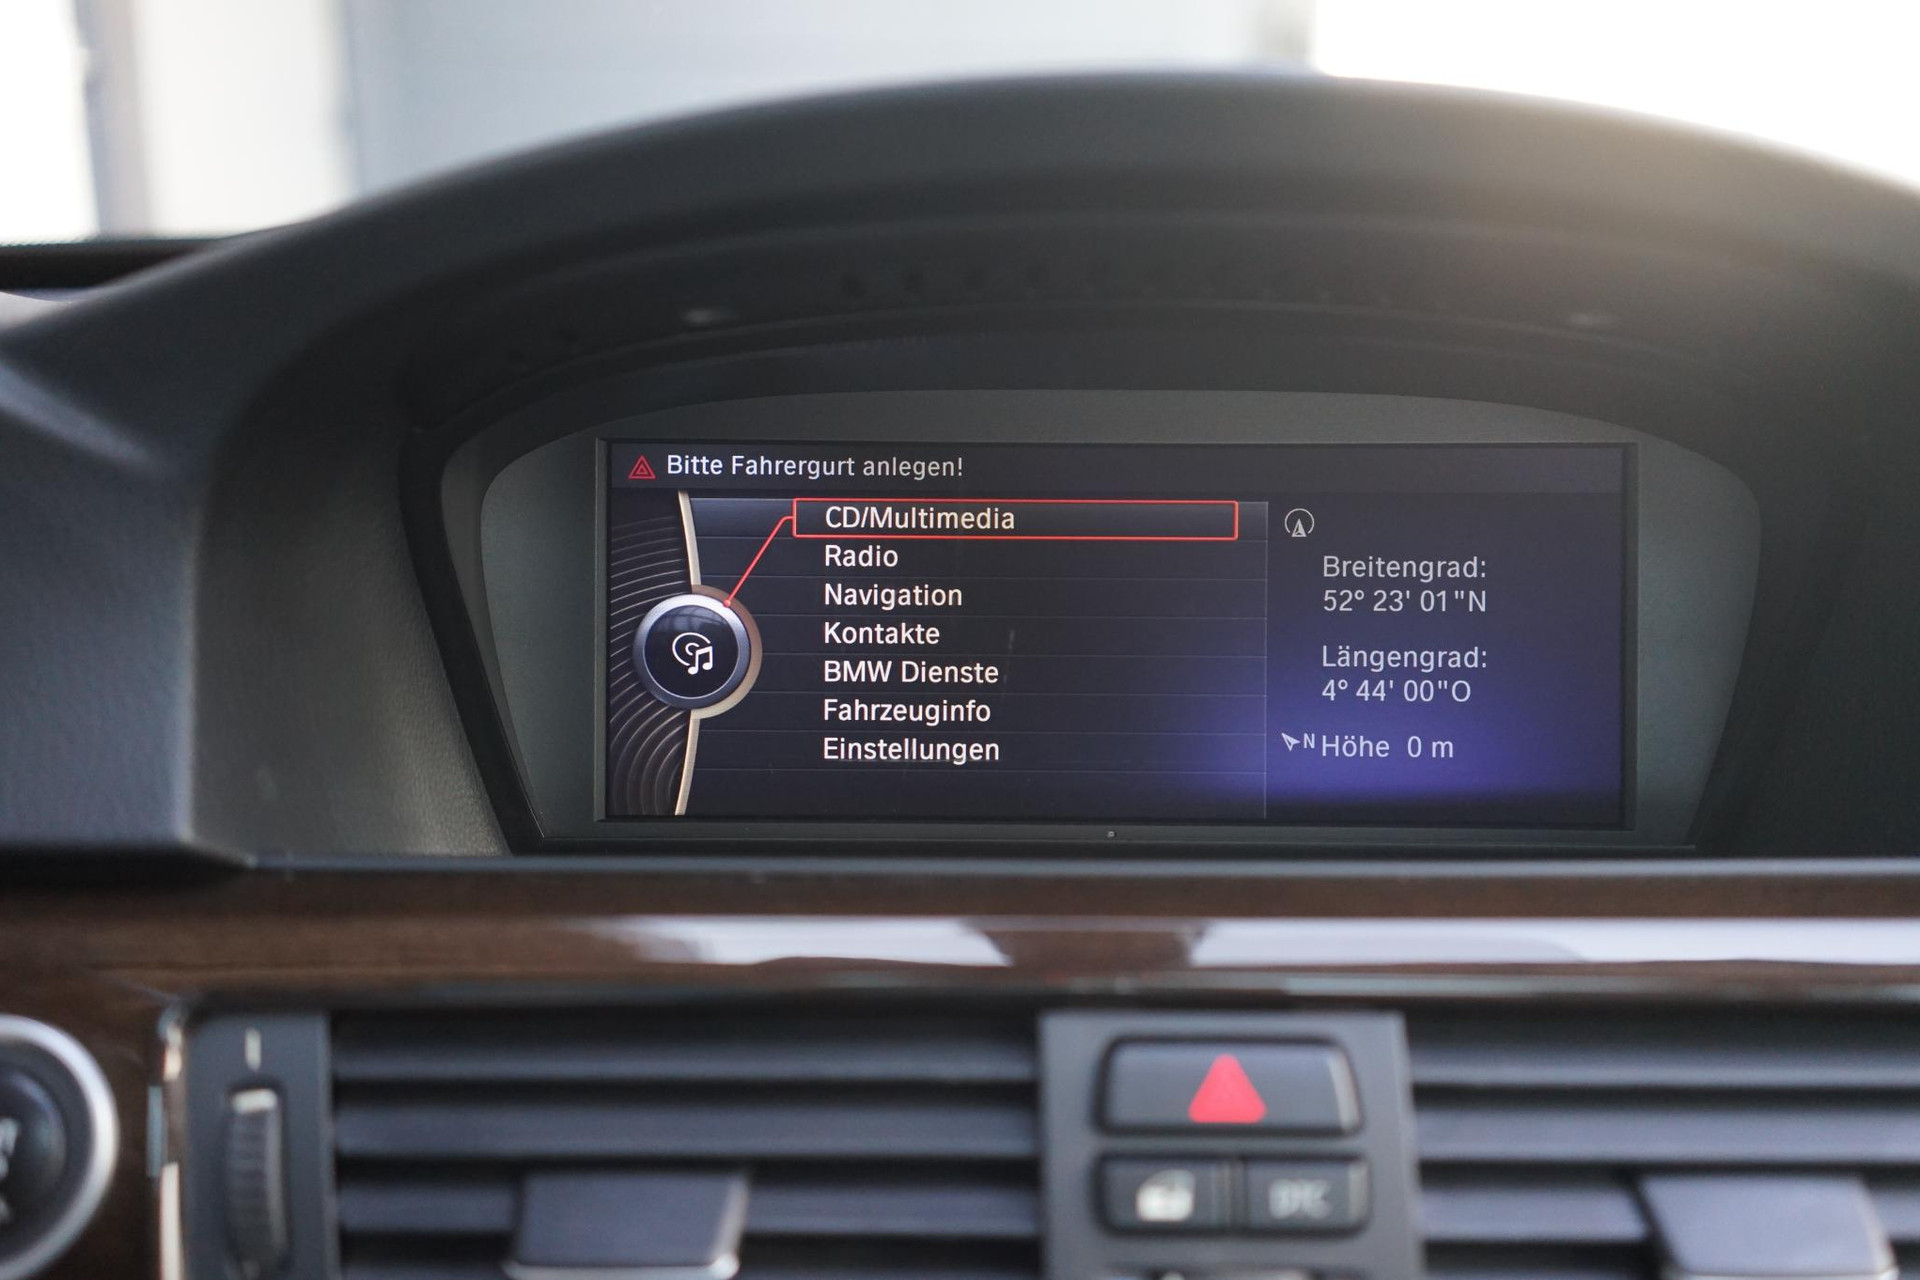 Bitte Fahrergurt anlegen!
CD/Multimedia
Radio
Navigation
Kontakte
BMW Dienste
Fahrzeuginfo
Einstellungen
Breitengrad:
52° 23' 01"N
Längengrad:
4° 44' 00"O
N Höhe 0 m
DTC